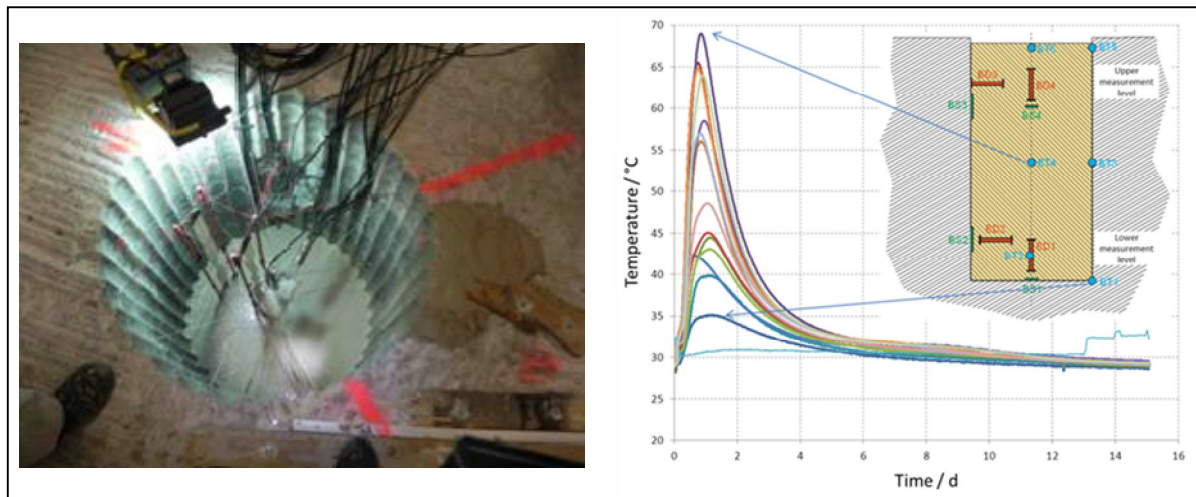 70
65
60
55
50
45
40
35
30
25
20
Temperature / °C
0
2
4
6
8
10
12
14
16
Time / d
BT5
BD3
BD4
Upper
measurement
level
BS3
BS4
BT4
BT3
BS2
BD2
BD1
BT2
Lower
measurement
level
BS1
BT1